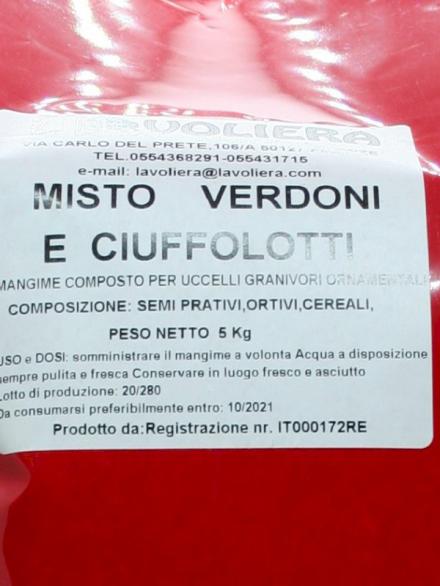 LAVOLIERA
VIA CARLO DEL PRETE,106/A 50127 FIRENZE
TEL.0554368291-055431715
e-mail: lavoliera@lavoliera.com
MISTO VERDONI
E CIUFFOLOTTI
MANGIME COMPOSTO PER UCCELLI GRANIVORI ORNAMENTALI
COMPOSIZIONE: SEMI PRATIVI,ORTIVI,CEREALI,
PESO NETTO 5 Kg
USO e DOSI: somministrare il mangime a volonta Acqua a disposizione
sempre pulita e fresca Conservare in luogo fresco e asciutto
Lotto di produzione: 20/280
Da consumarsi preferibilmente entro: 10/2021
Prodotto da:Registrazione nr. IT000172RE